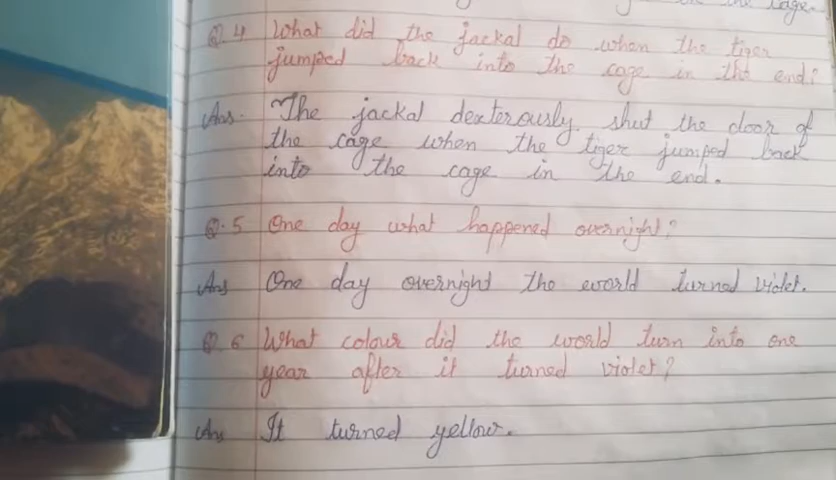 the cage.
Q.4 What did the jackal do when the tiger
jumped back into the cage in the end?
Ans. The jackal dexterously shut the door of
the cage when the tiger jumped back
into the cage in the end.
Q.5 One day what happened overnight?
Ans One day overnight the world turned violet.
Q.6 What colour did the world turn into one
year after it turned violet?
Ans It turned yellow.